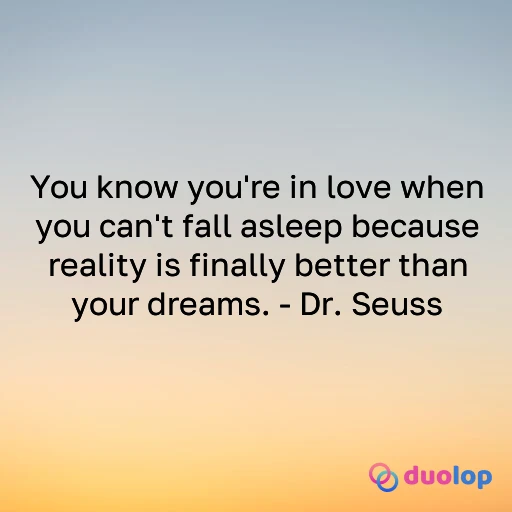 You know you're in love when
you can't fall asleep because
reality is finally better than
your dreams. - Dr. Seuss
duolop